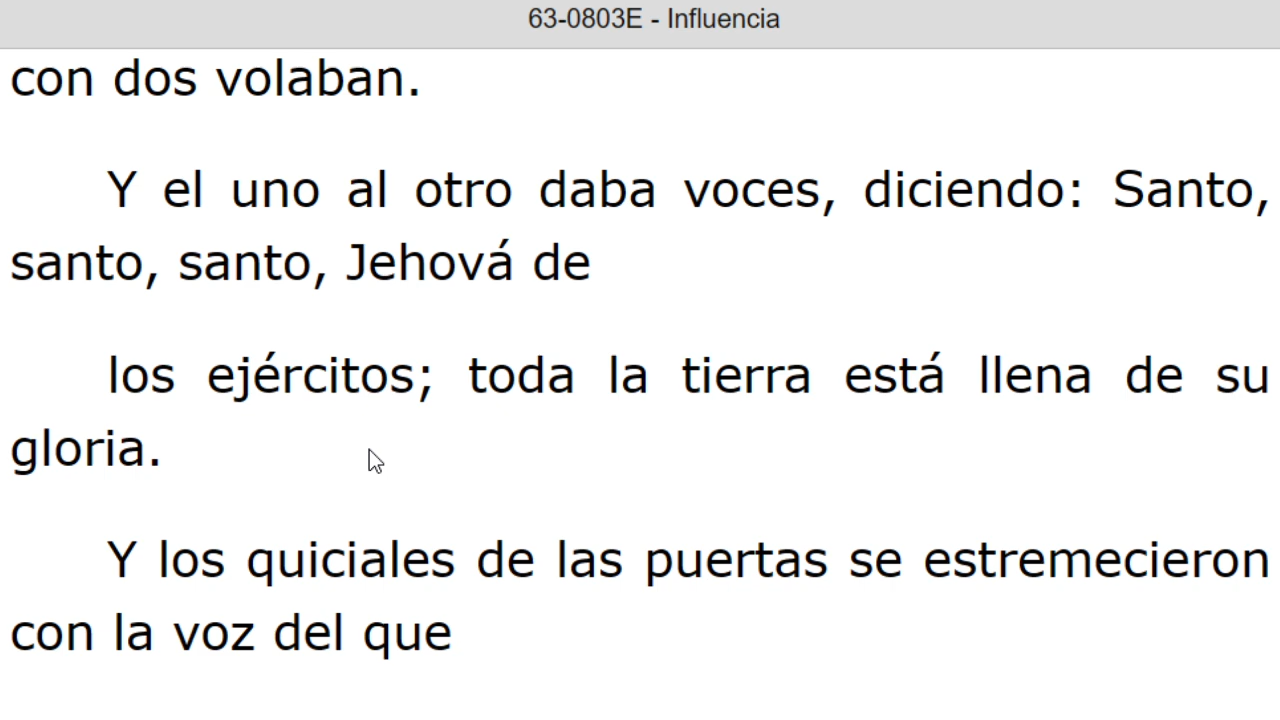 63-0803E - Influencia
con dos volaban.
Y el uno al otro daba voces, diciendo: Santo,
santo, santo, Jehová de
los ejércitos; toda la tierra está llena de su
gloria.
Y los quiciales de las puertas se estremecieron
con la voz del que